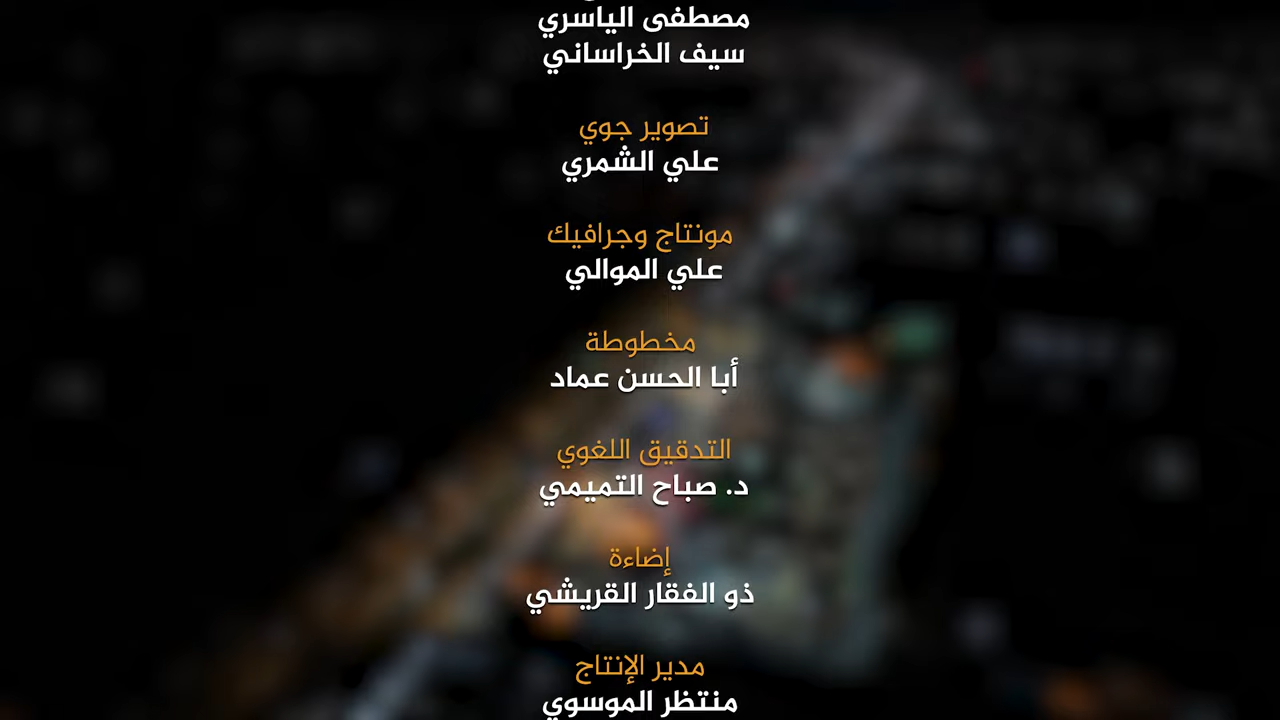 مصطفى الياسري
سيف الخراساني
تصوير جوي
علي الشمري
مونتاج وجرافيك
علي الموالي
مخطوطة
أبا الحسن عماد
التدقيق اللغوي
د. صباح التميمي
إضاءة
ذو الفقار القريشي
مدير الإنتاج
منتظر الموسوي